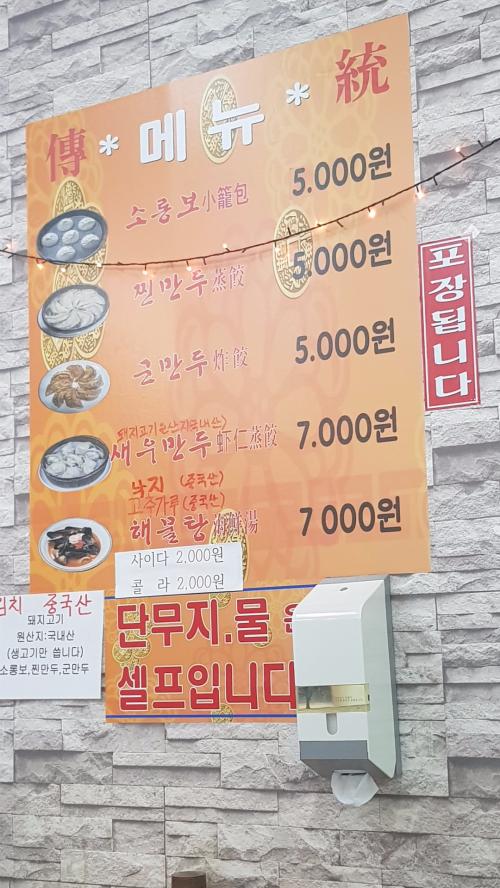 傳 * 메뉴 * 統
소롱보 小籠包 5.000원
찐만두 蒸餃 5.000원
군만두 炸餃 5.000원
돼지고기원산지(국내산)
새우만두 虾仁蒸餃 7.000원
낙지 (중국산)
고추가루 (중국산)
해물탕 海鮮湯 7000원
사이다 2,000원
콜 라 2,000원
포장됩니다
김치 중국산
돼지고기
원산지:국내산
(생고기만 씁니다)
소롱보,찐만두,군만두
단무지.물은
셀프입니다